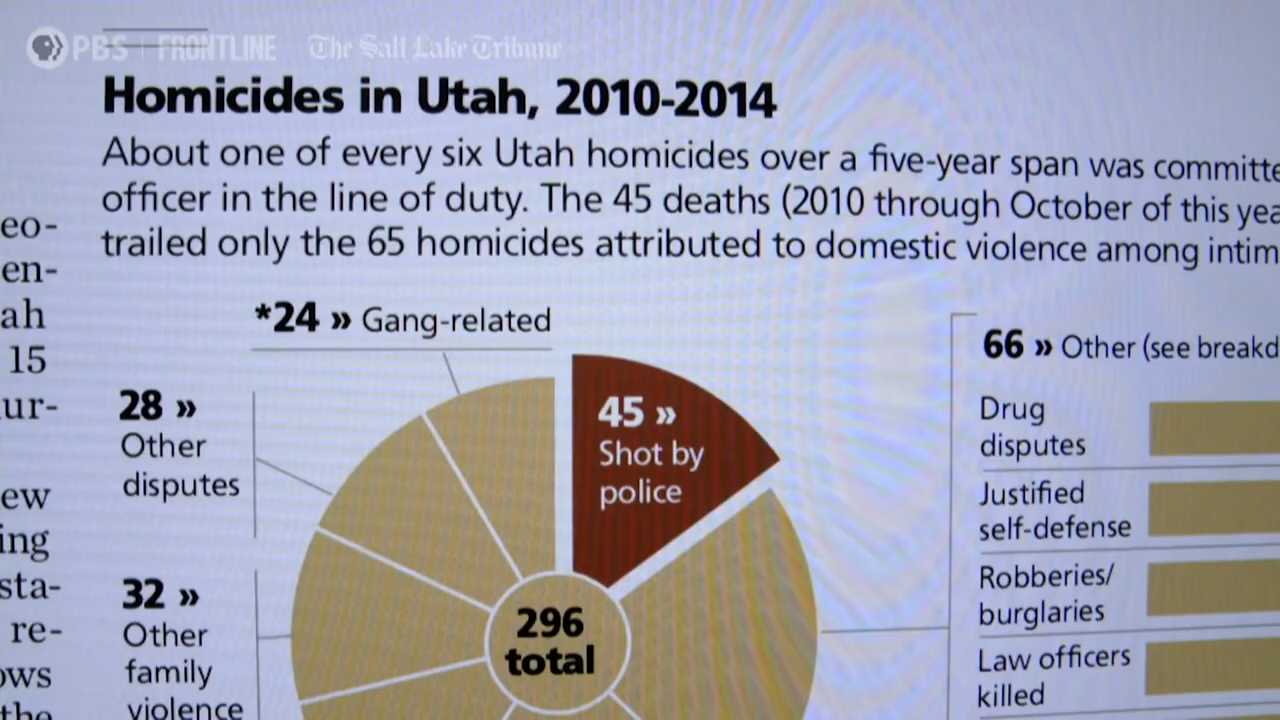 PBS FRONTLINE The Salt Lake Tribune
Homicides in Utah, 2010-2014
About one of every six Utah homicides over a five-year span was committe
officer in the line of duty. The 45 deaths (2010 through October of this yea
trailed only the 65 homicides attributed to domestic violence among intim
eo-
en-
ah
15
ur-
ew
ing
sta-
re-
ows
the
*24 » Gang-related
28 »
Other
disputes
32 »
Other
family
violence
45 »
Shot by
police
296
total
66 » Other (see breakd
Drug
disputes
Justified
self-defense
Robberies/
burglaries
Law officers
killed